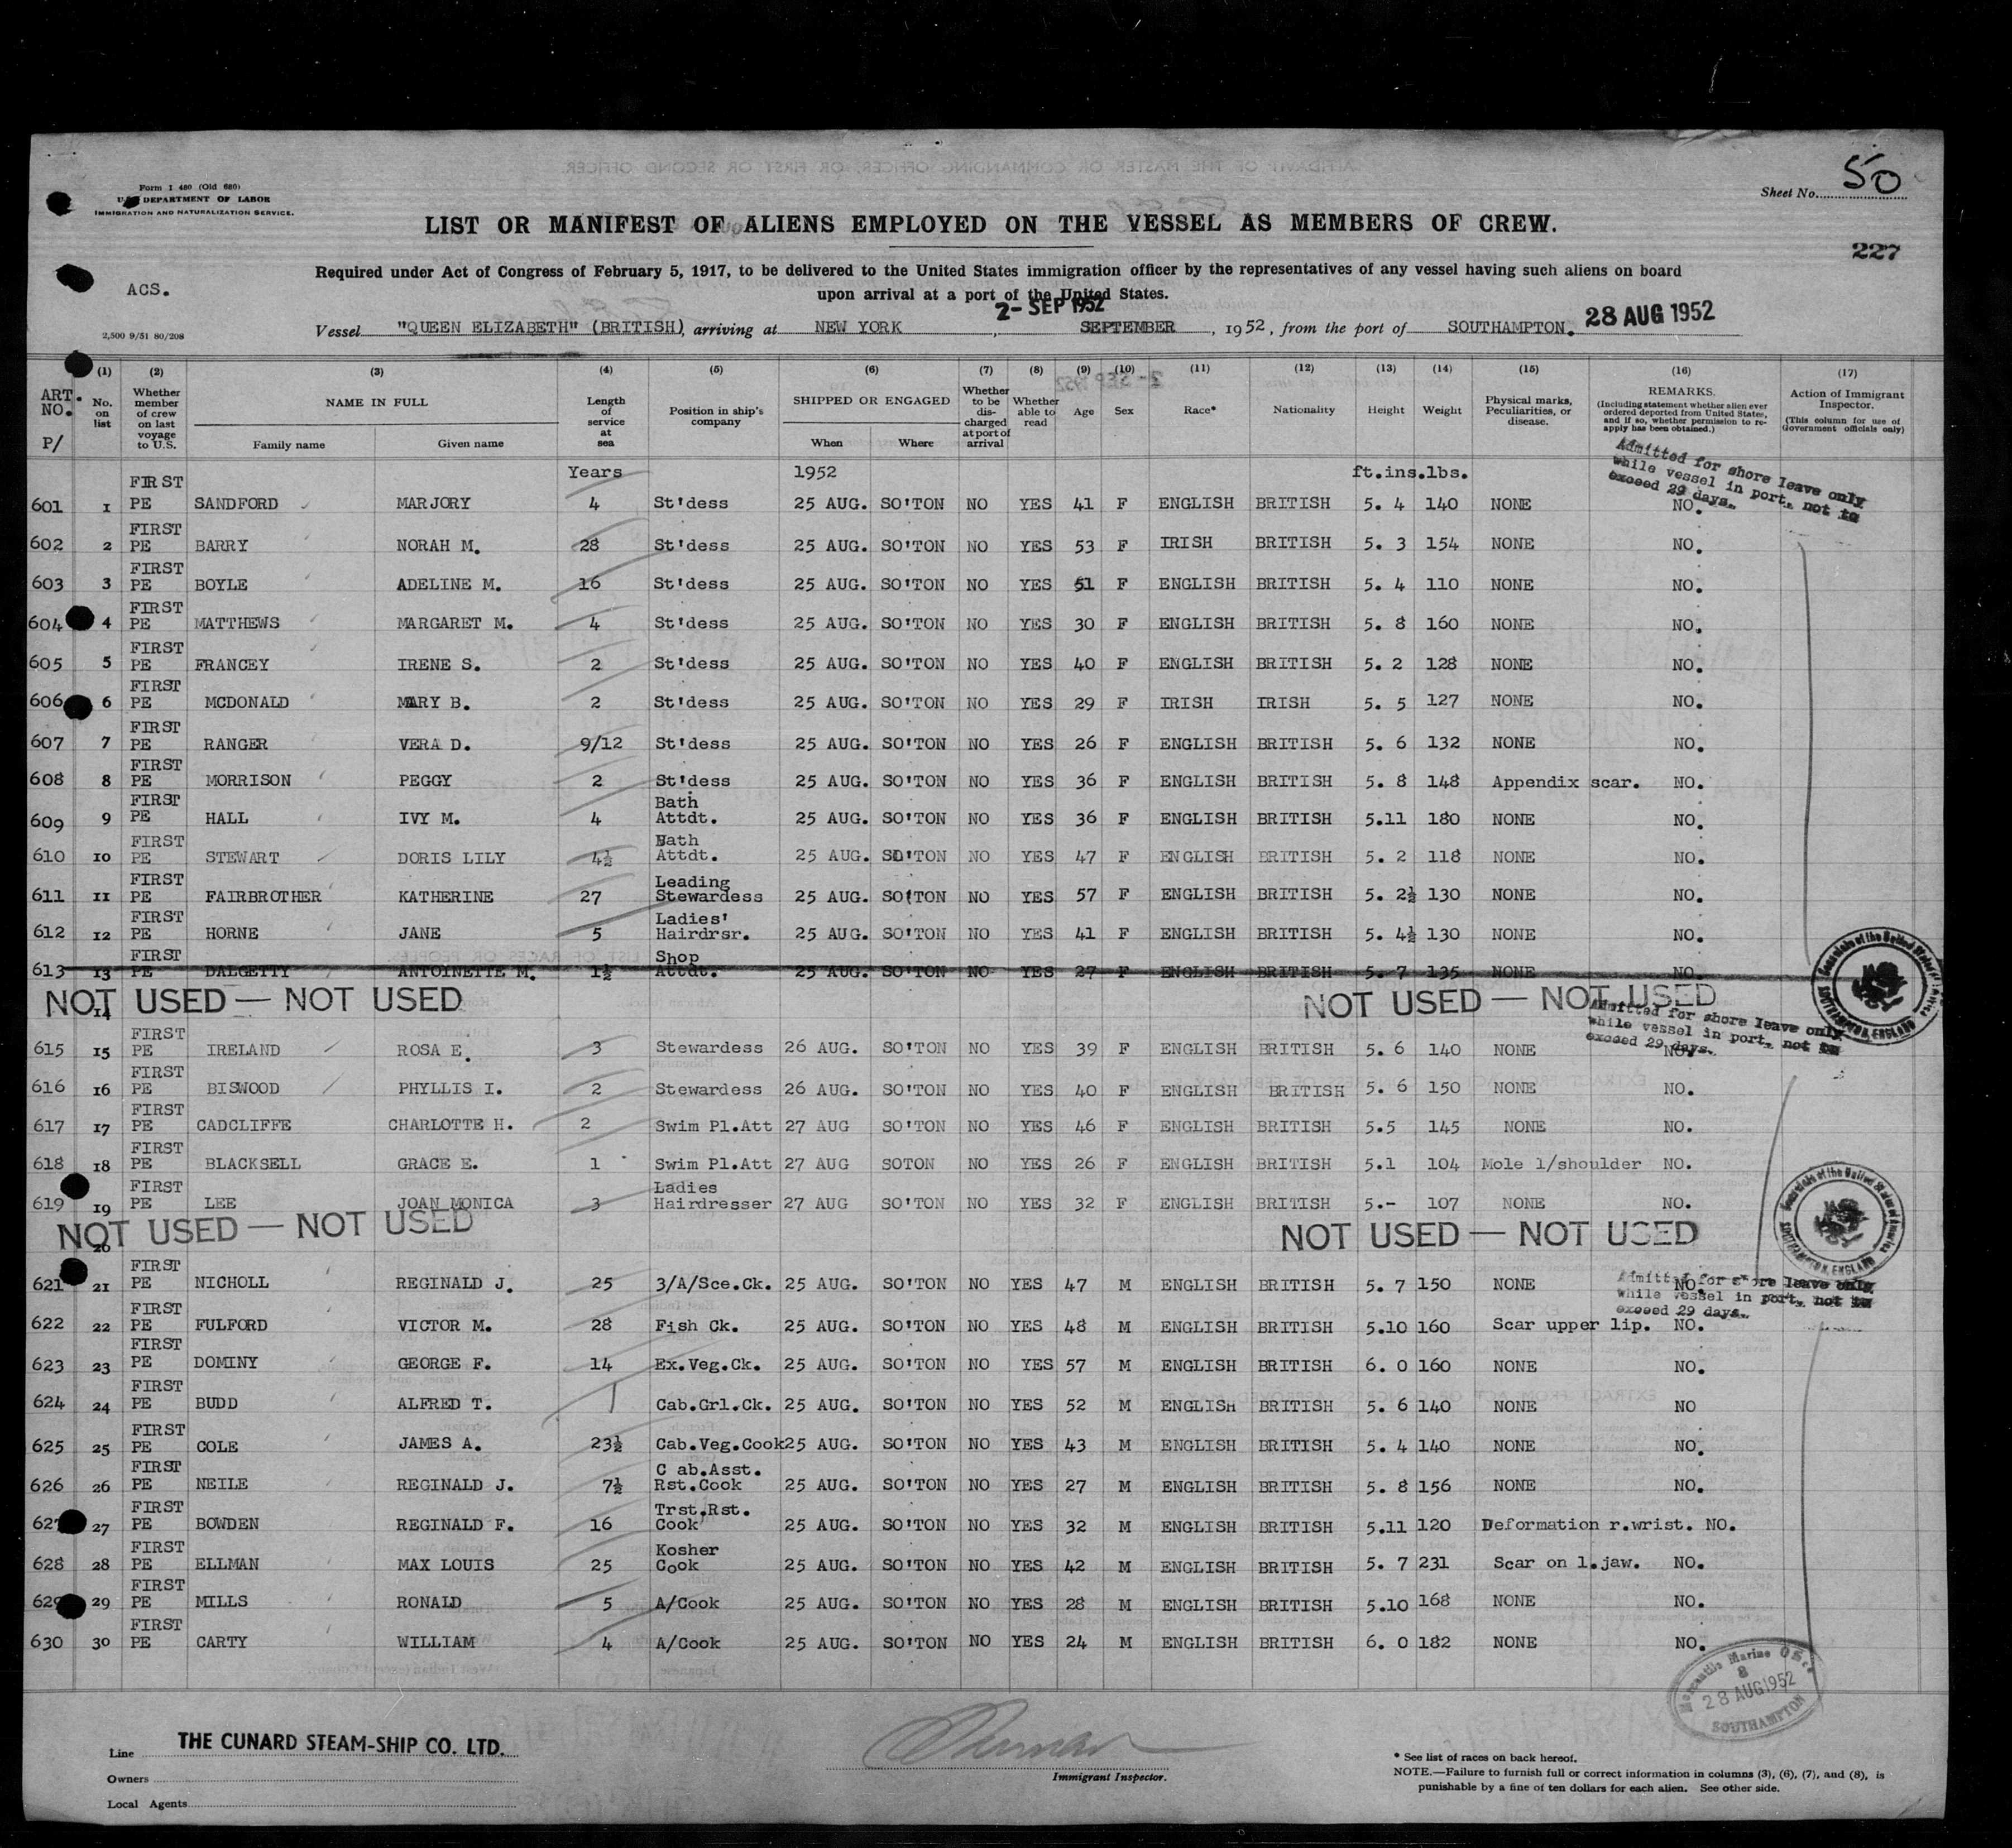 Form I 480 (Old 680)
U.S. DEPARTMENT OF LABOR
IMMIGRATION AND NATURALIZATION SERVICE.
Sheet No. 50
LIST OR MANIFEST OF ALIENS EMPLOYED ON THE VESSEL AS MEMBERS OF CREW.
227
Required under Act of Congress of February 5, 1917, to be delivered to the United States immigration officer by the representatives of any vessel having such aliens on board
upon arrival at a port of the United States.
ACS.
2- SEP 1952
28 AUG 1952
2,500 9/51 80/208
Vessel "QUEEN ELIZABETH" (BRITISH), arriving at NEW YORK, SEPTEMBER, 1952, from the port of SOUTHAMPTON.
ART. NO. P/ (1) No. on list (2) Whether member of crew on last voyage to U.S. (3) NAME IN FULL Family name Given name (4) Length of service at sea (5) Position in ship's company (6) SHIPPED OR ENGAGED When Where (7) Whether to be discharged at port of arrival (8) Whether able to read (9) Age (10) Sex (11) Race* (12) Nationality (13) Height (14) Weight (15) Physical marks, Peculiarities, or disease. (16) REMARKS. (Including statement whether alien ever ordered deported from United States, and if so, whether permission to re-apply has been obtained.) (17) Action of Immigrant Inspector. (This column for use of Government officials only)
Years 1952 ft.ins.lbs.
Admitted for shore leave only
while vessel in port, not to
exceed 29 days.
601 1 FIRST PE SANDFORD MARJORY 4 St'dess 25 AUG. SO'TON NO YES 41 F ENGLISH BRITISH 5. 4 140 NONE NO.
602 2 FIRST PE BARRY NORAH M. 28 St'dess 25 AUG. SO'TON NO YES 53 F IRISH BRITISH 5. 3 154 NONE NO.
603 3 FIRST PE BOYLE ADELINE M. 16 St'dess 25 AUG. SO'TON NO YES 51 F ENGLISH BRITISH 5. 4 110 NONE NO.
604 4 FIRST PE MATTHEWS MARGARET M. 4 St'dess 25 AUG. SO'TON NO YES 30 F ENGLISH BRITISH 5. 8 160 NONE NO.
605 5 FIRST PE FRANCEY IRENE S. 2 St'dess 25 AUG. SO'TON NO YES 40 F ENGLISH BRITISH 5. 2 128 NONE NO.
606 6 FIRST PE MCDONALD MARY B. 2 St'dess 25 AUG. SO'TON NO YES 29 F IRISH IRISH 5. 5 127 NONE NO.
607 7 FIRST PE RANGER VERA D. 9/12 St'dess 25 AUG. SO'TON NO YES 26 F ENGLISH BRITISH 5. 6 132 NONE NO.
608 8 FIRST PE MORRISON PEGGY 2 St'dess 25 AUG. SO'TON NO YES 36 F ENGLISH BRITISH 5. 8 148 Appendix scar. NO.
609 9 FIRST PE HALL IVY M. 4 Bath Attdt. 25 AUG. SO'TON NO YES 36 F ENGLISH BRITISH 5.11 180 NONE NO.
610 10 FIRST PE STEWART DORIS LILY 4½ Bath Attdt. 25 AUG. SO'TON NO YES 47 F ENGLISH BRITISH 5. 2 118 NONE NO.
611 11 FIRST PE FAIRBROTHER KATHERINE 27 Leading Stewardess 25 AUG. SO'TON NO YES 57 F ENGLISH BRITISH 5. 2½ 130 NONE NO.
612 12 FIRST PE HORNE JANE 5 Ladies' Hairdrsr. 25 AUG. SO'TON NO YES 41 F ENGLISH BRITISH 5. 4½ 130 NONE NO.
613 13 FIRST PE DALGETTY ANTOINETTE M. 1½ Shop Attdt. 25 AUG. SO'TON NO YES 27 F ENGLISH BRITISH 5. 7 135 NONE NO.
14 NOT USED — NOT USED NOT USED — NOT USED
Admitted for shore leave only
while vessel in port, not to
exceed 29 days.
615 15 FIRST PE IRELAND ROSA E. 3 Stewardess 26 AUG. SO'TON NO YES 39 F ENGLISH BRITISH 5. 6 140 NONE NO.
616 16 FIRST PE BISWOOD PHYLLIS I. 2 Stewardess 26 AUG. SO'TON NO YES 40 F ENGLISH BRITISH 5. 6 150 NONE NO.
617 17 FIRST PE CADCLIFFE CHARLOTTE H. 2 Swim Pl.Att 27 AUG SO'TON NO YES 46 F ENGLISH BRITISH 5.5 145 NONE NO.
618 18 FIRST PE BLACKSELL GRACE E. 1 Swim Pl.Att 27 AUG SOTON NO YES 26 F ENGLISH BRITISH 5.1 104 Mole l/shoulder NO.
619 19 FIRST PE LEE JOAN MONICA 3 Ladies Hairdresser 27 AUG SO'TON NO YES 32 F ENGLISH BRITISH 5.- 107 NONE NO.
20 NOT USED — NOT USED NOT USED — NOT USED
Admitted for shore leave only
while vessel in port, not to
exceed 29 days.
621 21 FIRST PE NICHOLL REGINALD J. 25 3/A/Sce.Ck. 25 AUG. SO'TON NO YES 47 M ENGLISH BRITISH 5. 7 150 NONE NO.
622 22 FIRST PE FULFORD VICTOR M. 28 Fish Ck. 25 AUG. SO'TON NO YES 48 M ENGLISH BRITISH 5.10 160 Scar upper lip. NO.
623 23 FIRST PE DOMINY GEORGE F. 14 Ex.Veg.Ck. 25 AUG. SO'TON NO YES 57 M ENGLISH BRITISH 6. 0 160 NONE NO.
624 24 FIRST PE BUDD ALFRED T. 1 Cab.Grl.Ck. 25 AUG. SO'TON NO YES 52 M ENGLISH BRITISH 5. 6 140 NONE NO
625 25 FIRST PE COLE JAMES A. 23½ Cab.Veg.Cook 25 AUG. SO'TON NO YES 43 M ENGLISH BRITISH 5. 4 140 NONE NO.
626 26 FIRST PE NEILE REGINALD J. 7½ C ab.Asst. Rst.Cook 25 AUG. SO'TON NO YES 27 M ENGLISH BRITISH 5. 8 156 NONE NO.
627 27 FIRST PE BOWDEN REGINALD F. 16 Trst.Rst. Cook 25 AUG. SO'TON NO YES 32 M ENGLISH BRITISH 5.11 120 Deformation r.wrist. NO.
628 28 FIRST PE ELLMAN MAX LOUIS 25 Kosher Cook 25 AUG. SO'TON NO YES 42 M ENGLISH BRITISH 5. 7 231 Scar on l.jaw. NO.
629 29 FIRST PE MILLS RONALD 5 A/Cook 25 AUG. SO'TON NO YES 28 M ENGLISH BRITISH 5.10 168 NONE NO.
630 30 FIRST PE CARTY WILLIAM 4 A/Cook 25 AUG. SO'TON NO YES 24 M ENGLISH BRITISH 6. 0 182 NONE NO.
Mercantile Marine Office
8
28 AUG 1952
SOUTHAMPTON
Line THE CUNARD STEAM-SHIP CO. LTD.
Owners
Local Agents
Immigrant Inspector.
* See list of races on back hereof.
NOTE.—Failure to furnish full or correct information in columns (3), (6), (7), and (8), is
punishable by a fine of ten dollars for each alien. See other side.